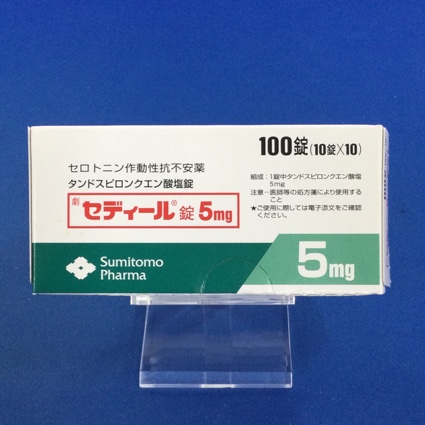 100錠(10錠×10)
セロトニン作動性抗不安薬
タンドスピロンクエン酸塩錠
劇 セディール®錠 5mg
組成:1錠中タンドスピロンクエン酸塩
5mg
注意-医師等の処方箋により使用する
こと
★ご使用に際しては電子添文をご確認
ください。
Sumitomo
Pharma
5mg